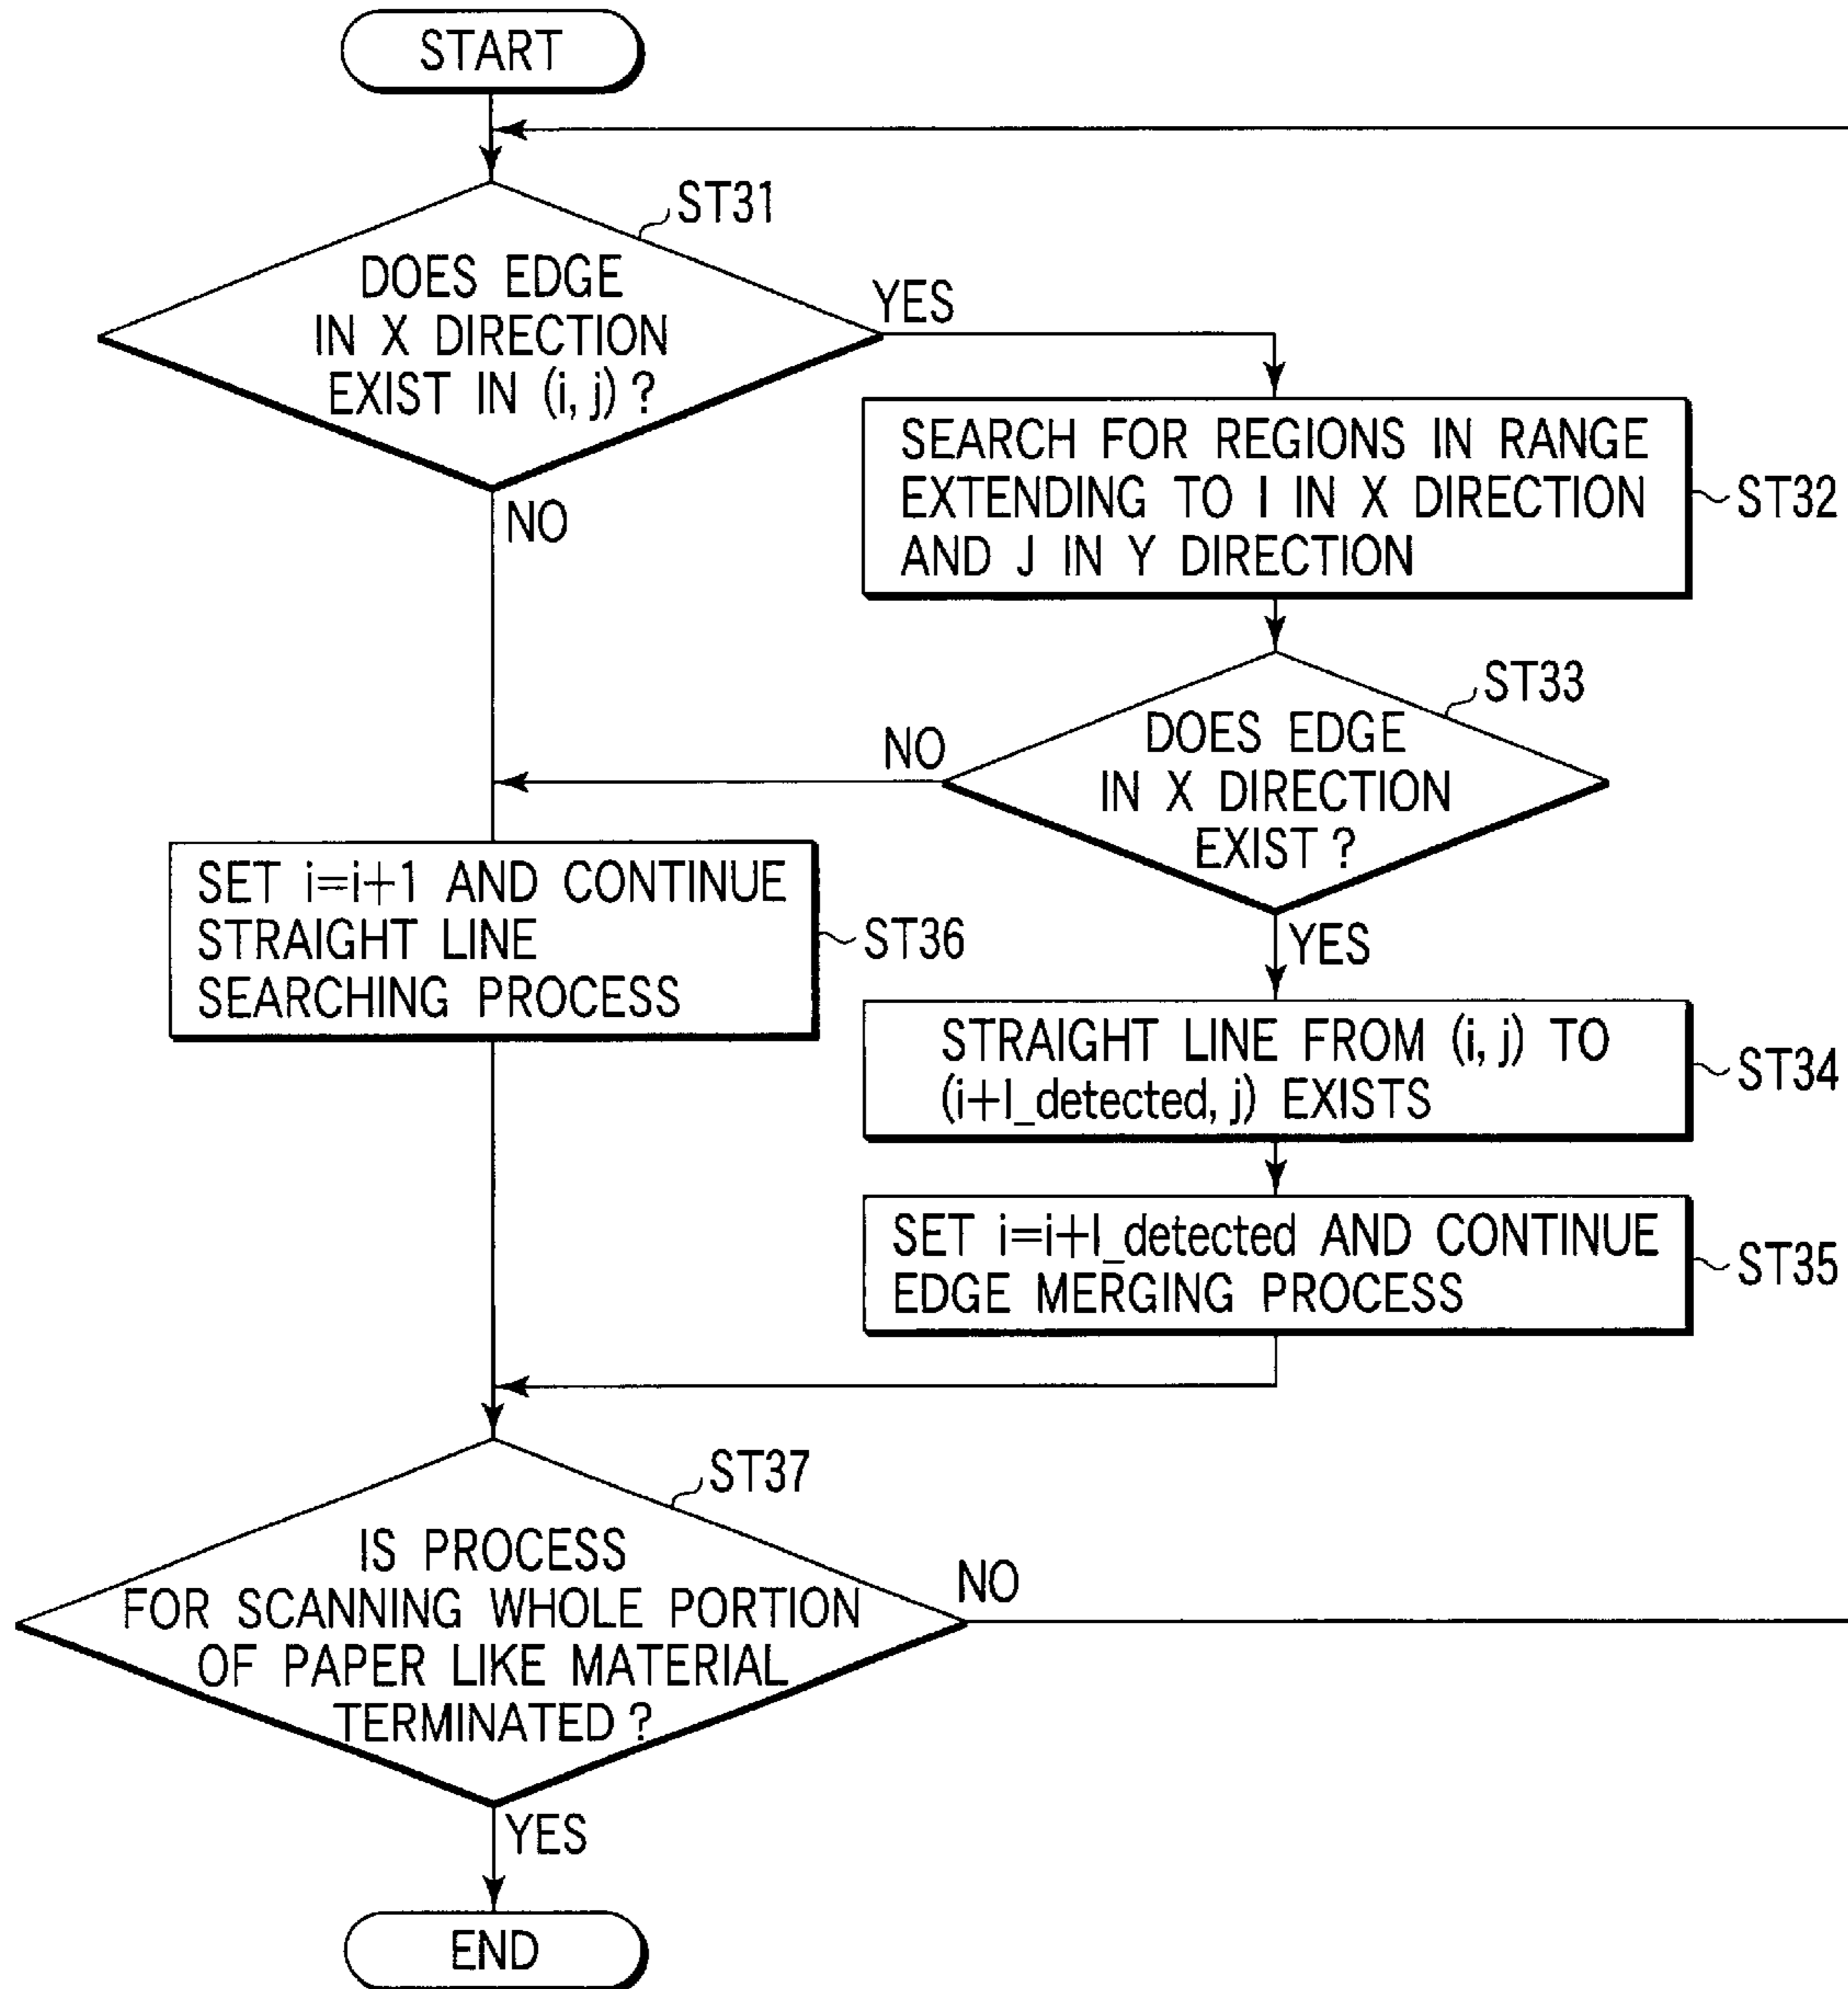 START
ST31
DOES EDGE
IN X DIRECTION
EXIST IN (i, j) ?
YES
NO
SEARCH FOR REGIONS IN RANGE
EXTENDING TO I IN X DIRECTION
AND J IN Y DIRECTION
ST32
ST33
DOES EDGE
IN X DIRECTION
EXIST ?
NO
YES
SET i=i+1 AND CONTINUE
STRAIGHT LINE
SEARCHING PROCESS
ST36
STRAIGHT LINE FROM (i, j) TO
(i+I_detected, j) EXISTS
ST34
SET i=i+I_detected AND CONTINUE
EDGE MERGING PROCESS
ST35
ST37
IS PROCESS
FOR SCANNING WHOLE PORTION
OF PAPER LIKE MATERIAL
TERMINATED ?
NO
YES
END